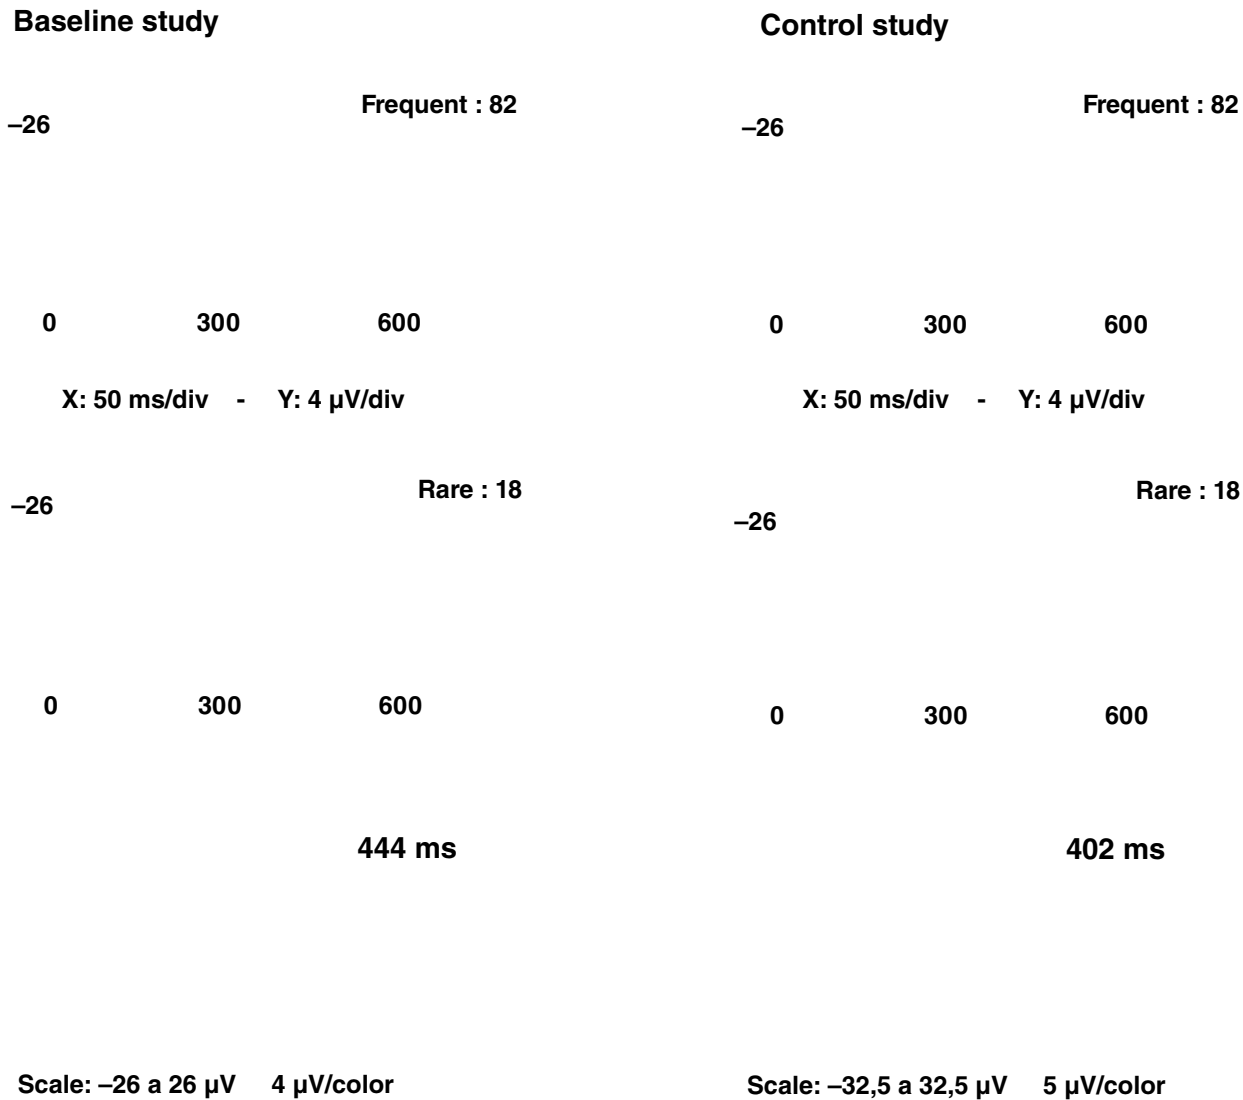 Baseline study
Frequent : 82
–26
0 300 600
X: 50 ms/div - Y: 4 µV/div
Rare : 18
–26
0 300 600
444 ms
Scale: –26 a 26 µV 4 µV/color
Control study
Frequent : 82
–26
0 300 600
X: 50 ms/div - Y: 4 µV/div
Rare : 18
–26
0 300 600
402 ms
Scale: –32,5 a 32,5 µV 5 µV/color